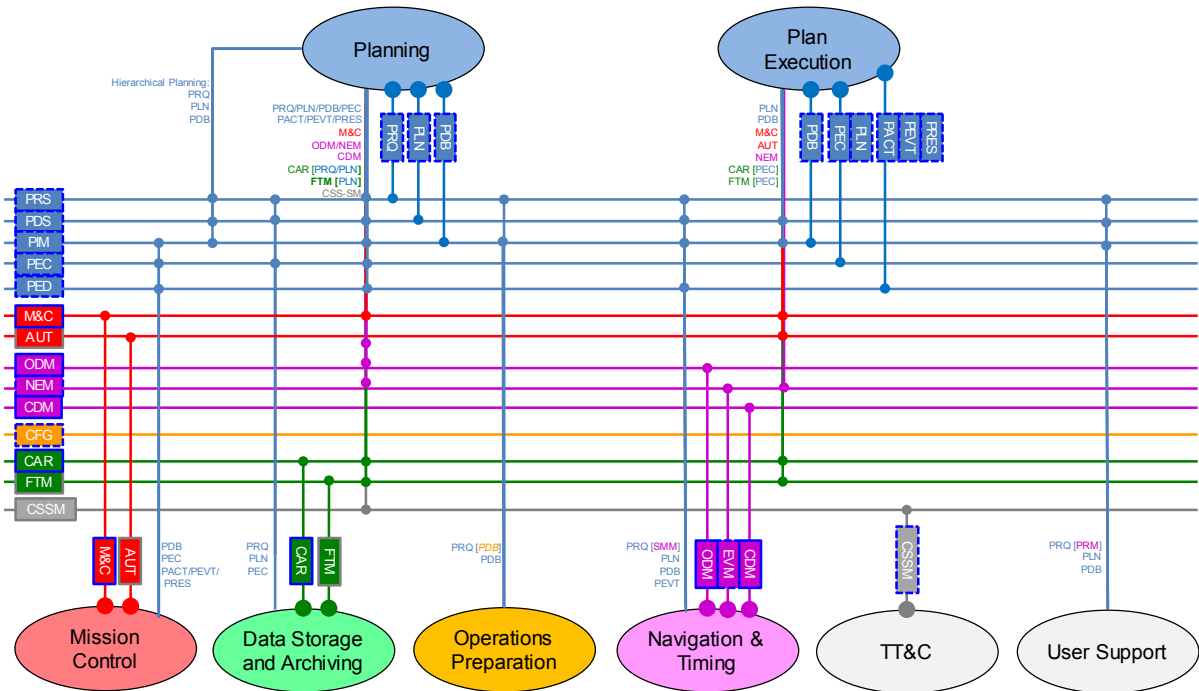 Planning
Plan
Execution
Hierarchical Planning:
PRQ
PLN
PDB
PRQ/PLN/PDB/PEC
PACT/PEVT/PRES
M&C
ODM/NEM
CDM
CAR [PRQ/PLN]
FTM [PLN]
CSS-SM
PRQ
PLN
PDB
PLN
PDB
M&C
AUT
NEM
CAR [PEC]
FTM [PEC]
PDB
PEC
PLN
PACT
PEVT
PRES
PRS
PDS
PIM
PEC
PED
M&C
AUT
ODM
NEM
CDM
CFG
CAR
FTM
CSSM
M&C
AUT
PDB
PEC
PACT/PEVT/
PRES
PRQ
PLN
PEC
CAR
FTM
PRQ [PDB]
PDB
PRQ [SMM]
PLN
PDB
PEVT
ODM
EVM
CDM
CSSM
PRQ [PRM]
PLN
PDB
Mission
Control
Data Storage
and Archiving
Operations
Preparation
Navigation &
Timing
TT&C
User Support